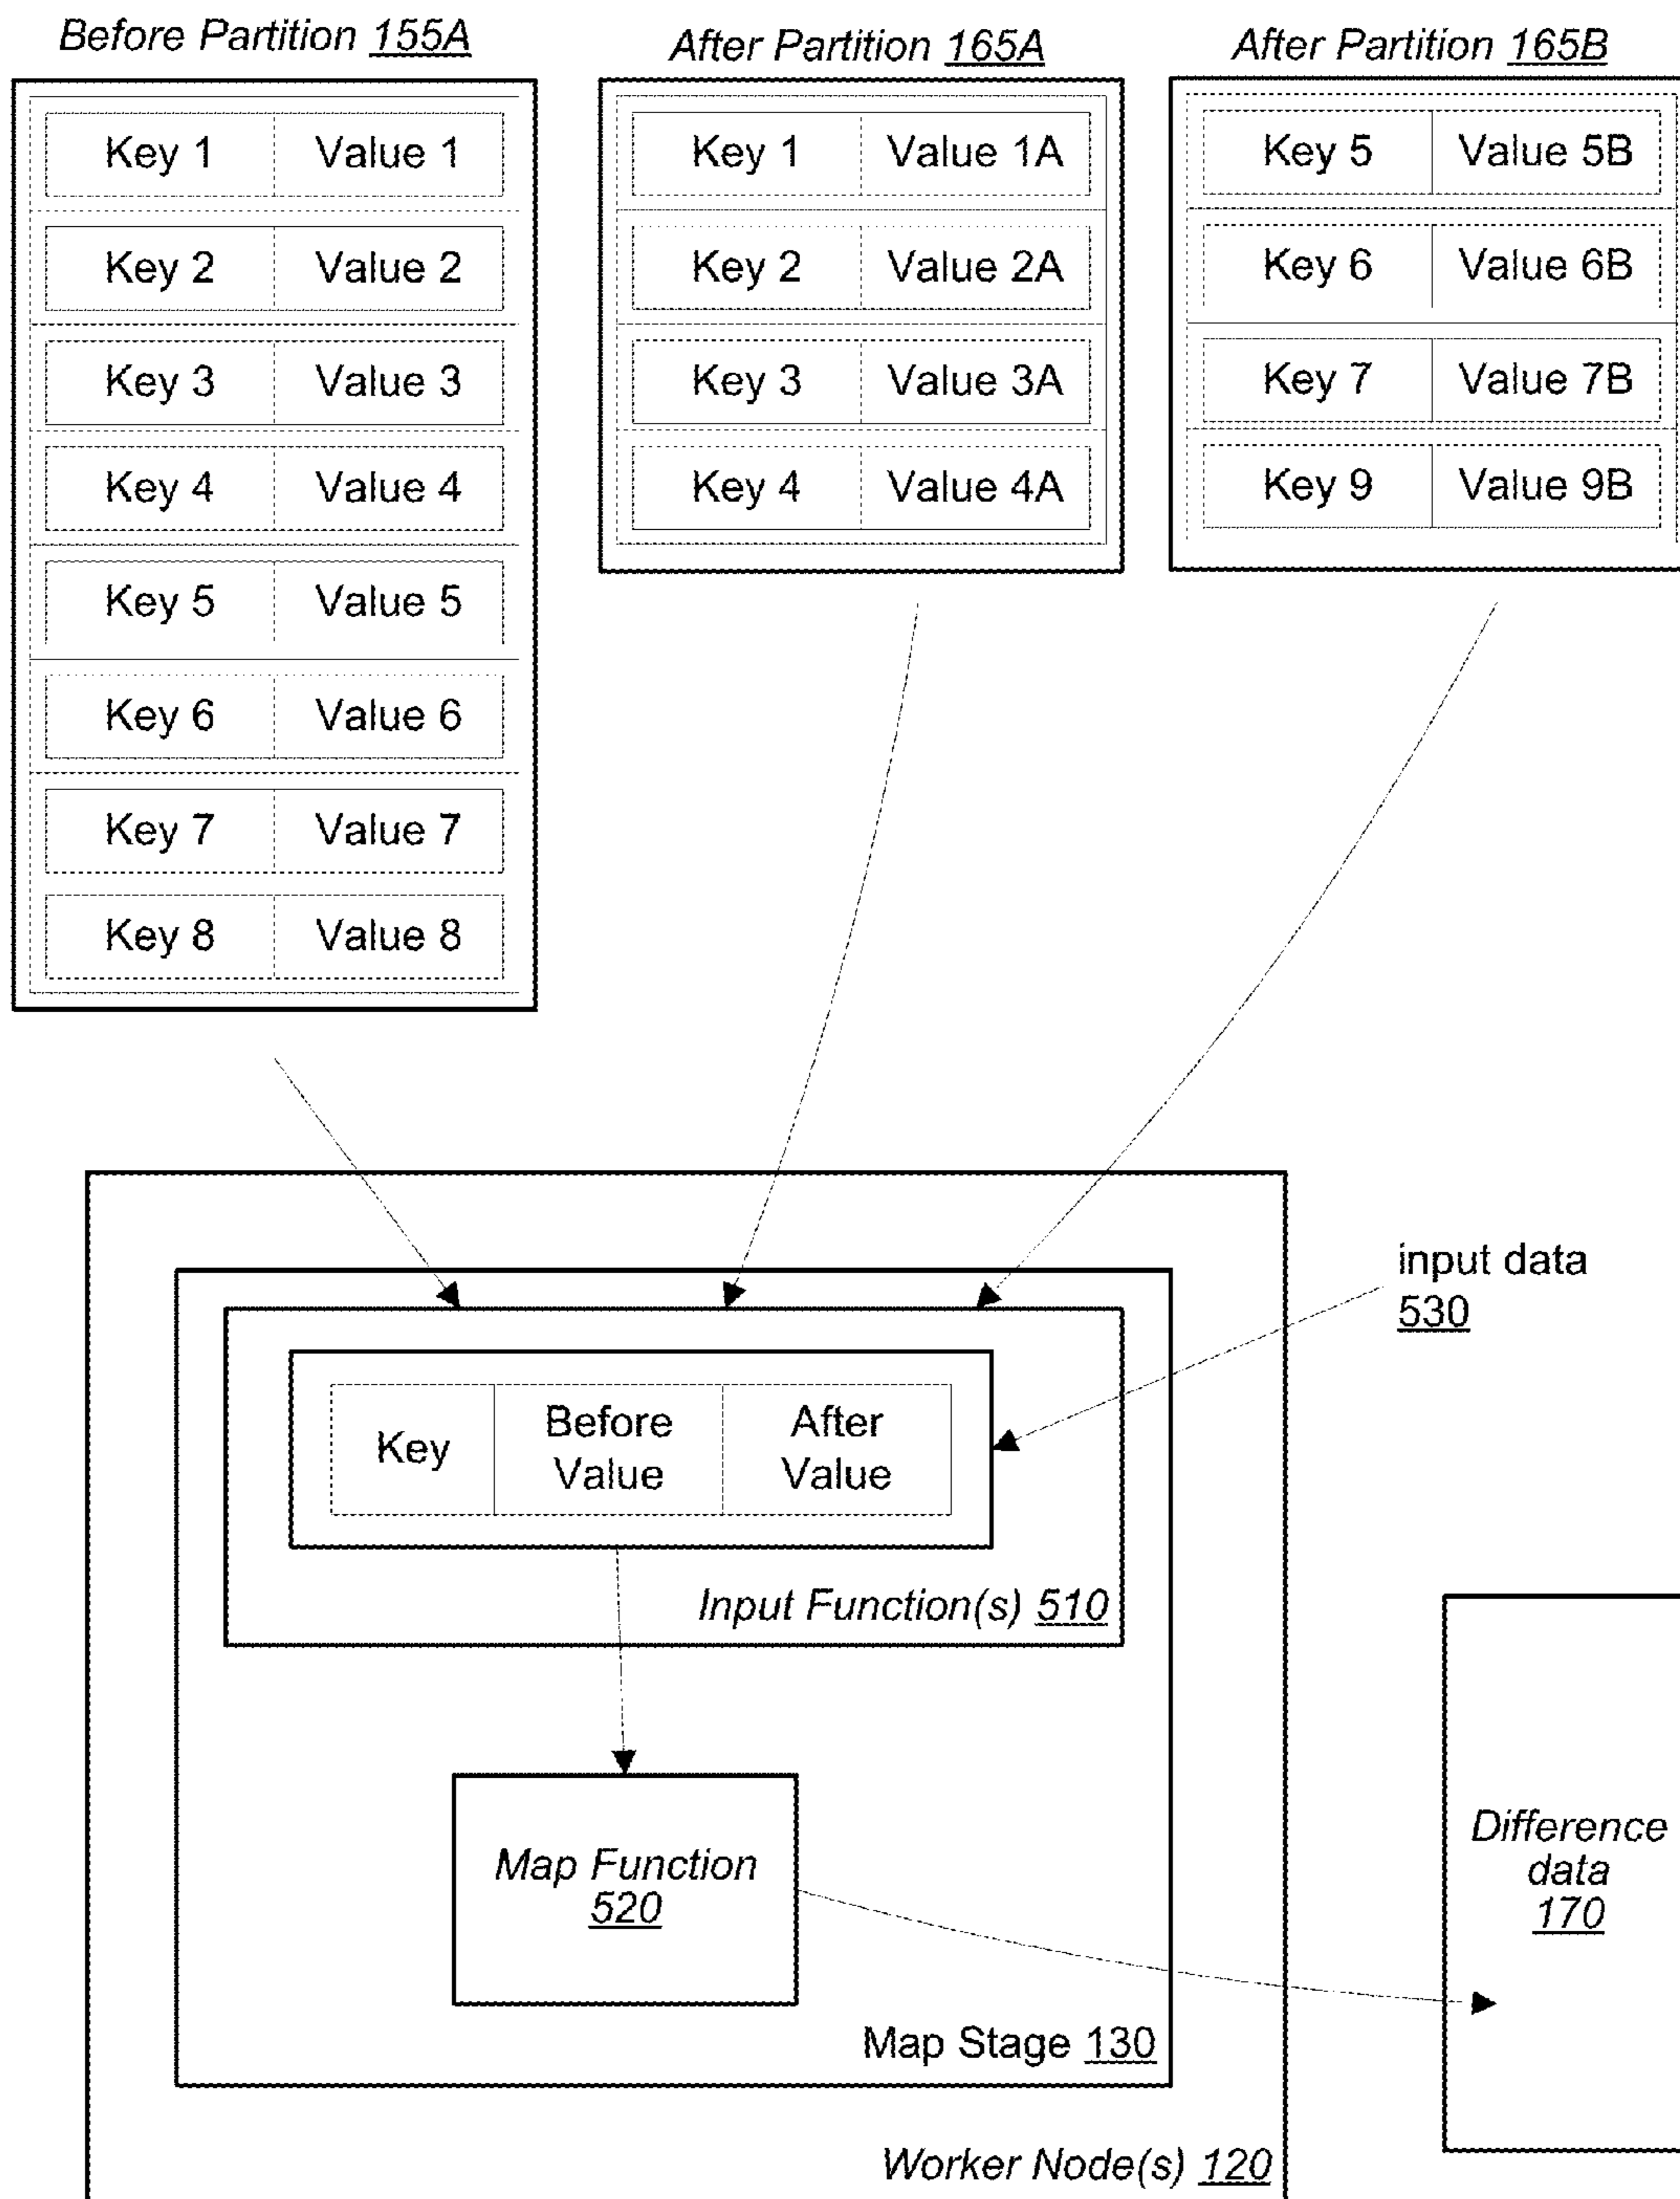 Before Partition 155A
Key 1 Value 1
Key 2 Value 2
Key 3 Value 3
Key 4 Value 4
Key 5 Value 5
Key 6 Value 6
Key 7 Value 7
Key 8 Value 8
After Partition 165A
Key 1 Value 1A
Key 2 Value 2A
Key 3 Value 3A
Key 4 Value 4A
After Partition 165B
Key 5 Value 5B
Key 6 Value 6B
Key 7 Value 7B
Key 9 Value 9B
input data
530
Key
Before
Value
After
Value
Input Function(s) 510
Map Function
520
Map Stage 130
Worker Node(s) 120
Difference
data
170